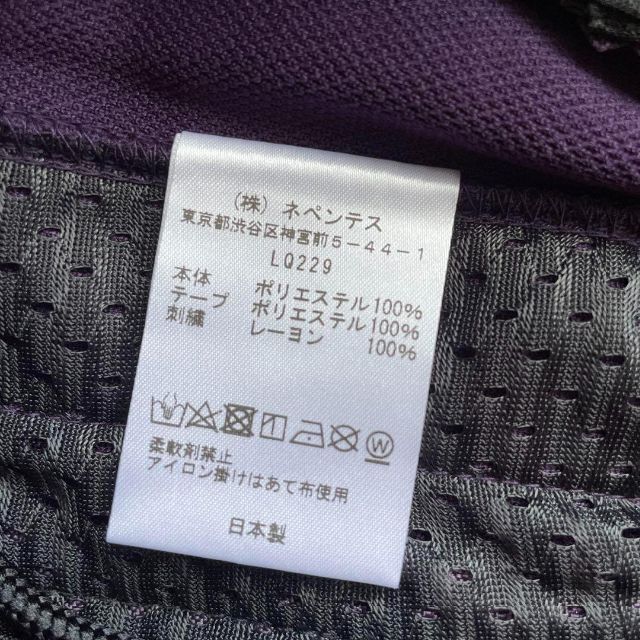 (株) ネペンテス
東京都渋谷区神宮前5-44-1
LQ229
本体 ポリエステル100%
テープ ポリエステル100%
刺繍 レーヨン 100%
W
柔軟剤禁止
アイロン掛けはあて布使用
日本製